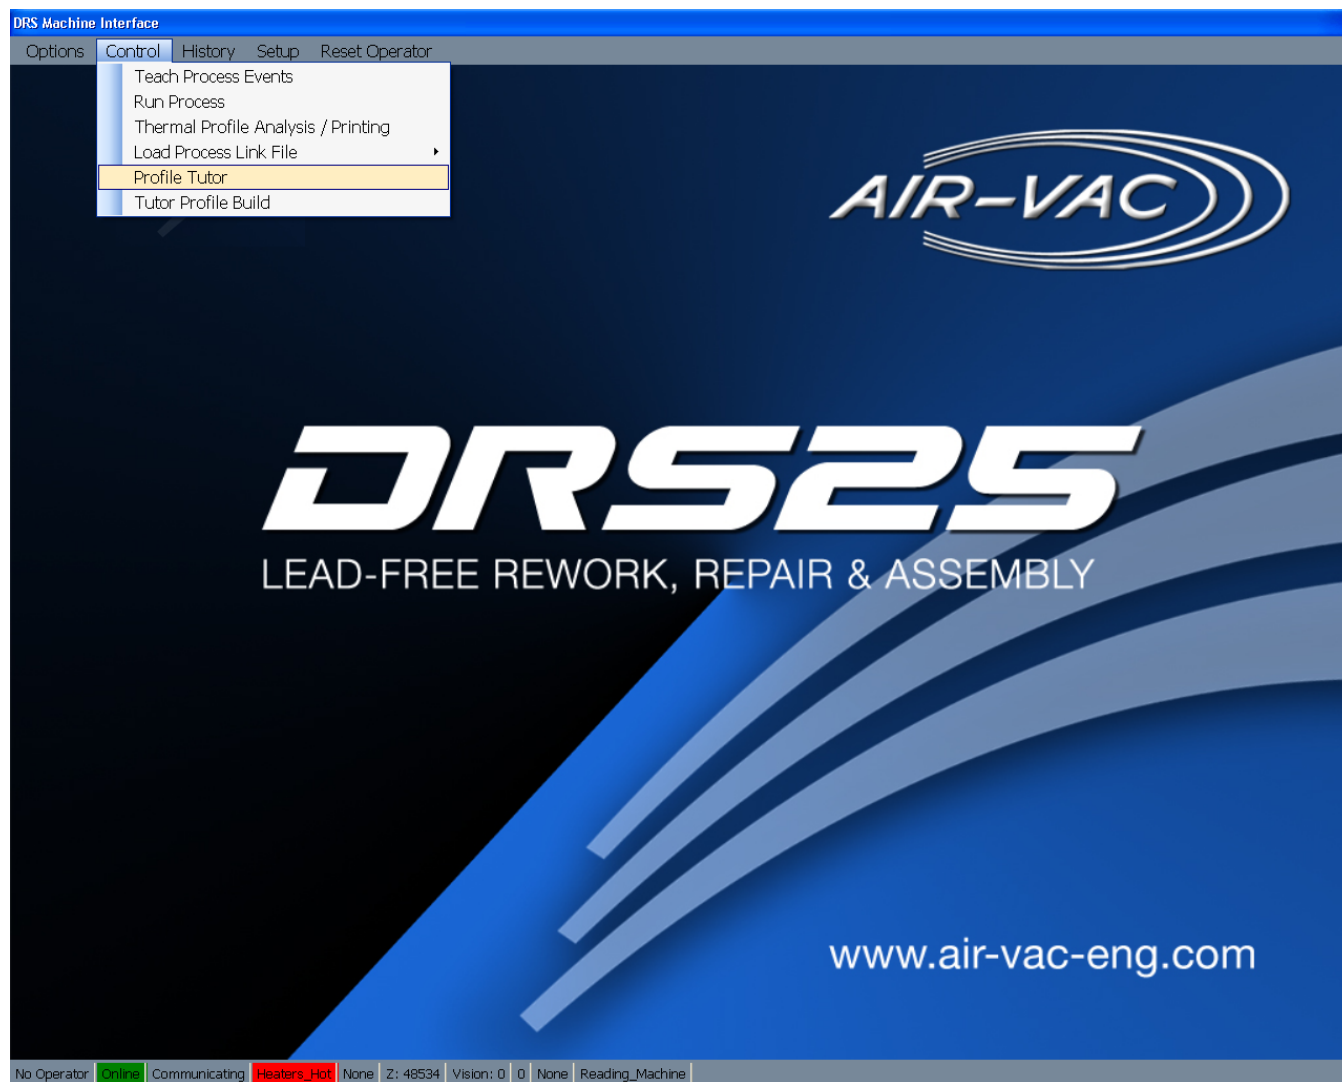 DRS Machine Interface
Options Control History Setup Reset Operator
Teach Process Events
Run Process
Thermal Profile Analysis / Printing
Load Process Link File
Profile Tutor
Tutor Profile Build
AIR-VAC
DRS25
LEAD-FREE REWORK, REPAIR & ASSEMBLY
www.air-vac-eng.com
No Operator Online Communicating Heaters_Hot None Z: 48534 Vision: 0 0 None Reading_Machine